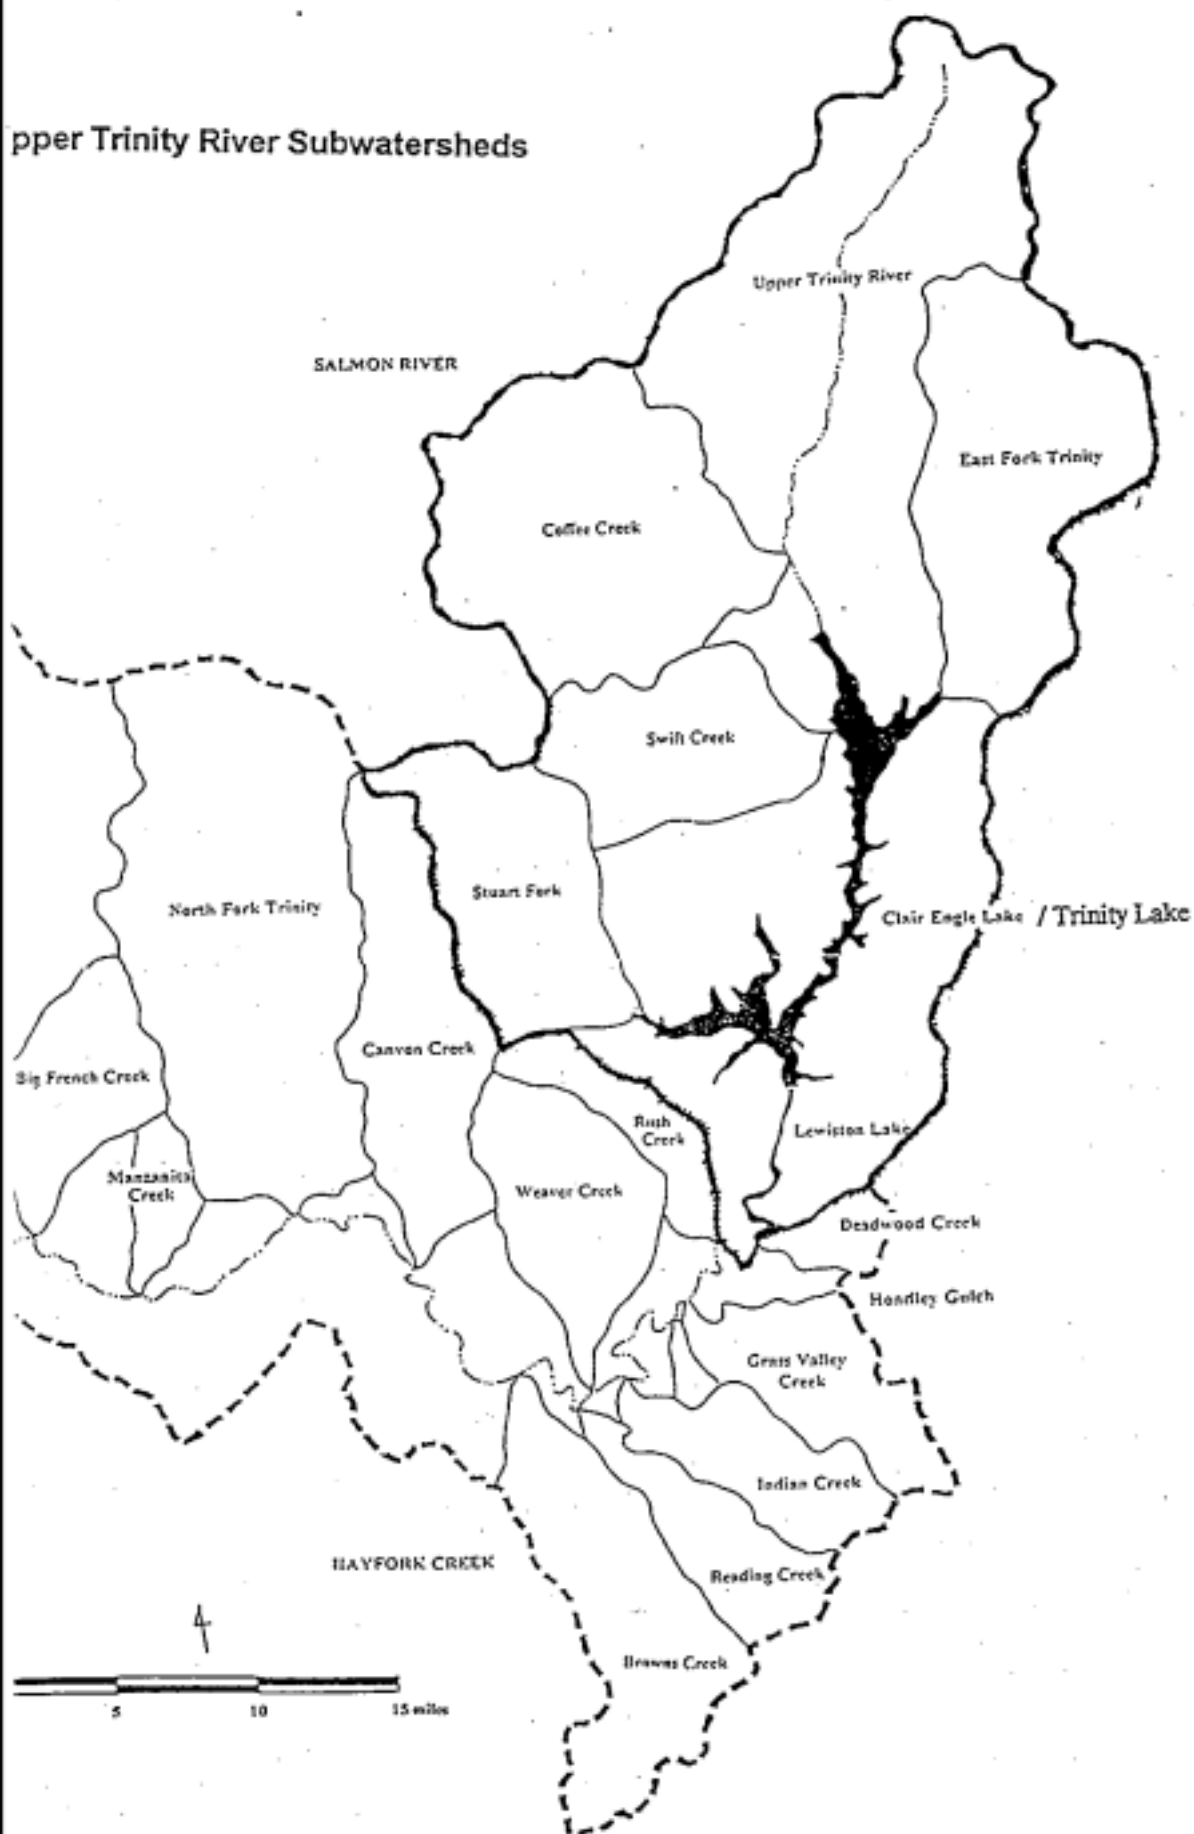 pper Trinity River Subwatersheds
Upper Trinity River
SALMON RIVER
East Fork Trinity
Coffee Creek
Swift Creek
Stuart Fork
North Fork Trinity
Clair Engle Lake / Trinity Lake
Canyon Creek
Big French Creek
Rush
Creek
Lewiston Lake
Manzanita
Creek
Weaver Creek
Deadwood Creek
Hoadley Gulch
Grass Valley
Creek
Indian Creek
HAYFORK CREEK
Reading Creek
Browns Creek
5
10
15 miles